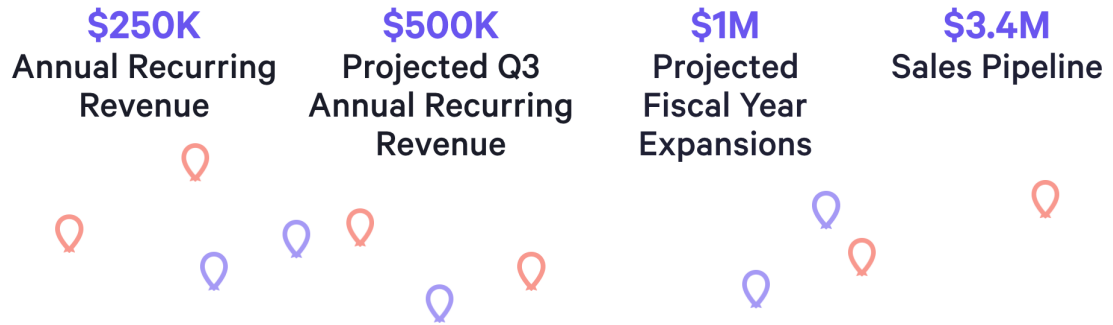 $250K
Annual Recurring
Revenue
$500K
Projected Q3
Annual Recurring
Revenue
$1M
Projected
Fiscal Year
Expansions
$3.4M
Sales Pipeline